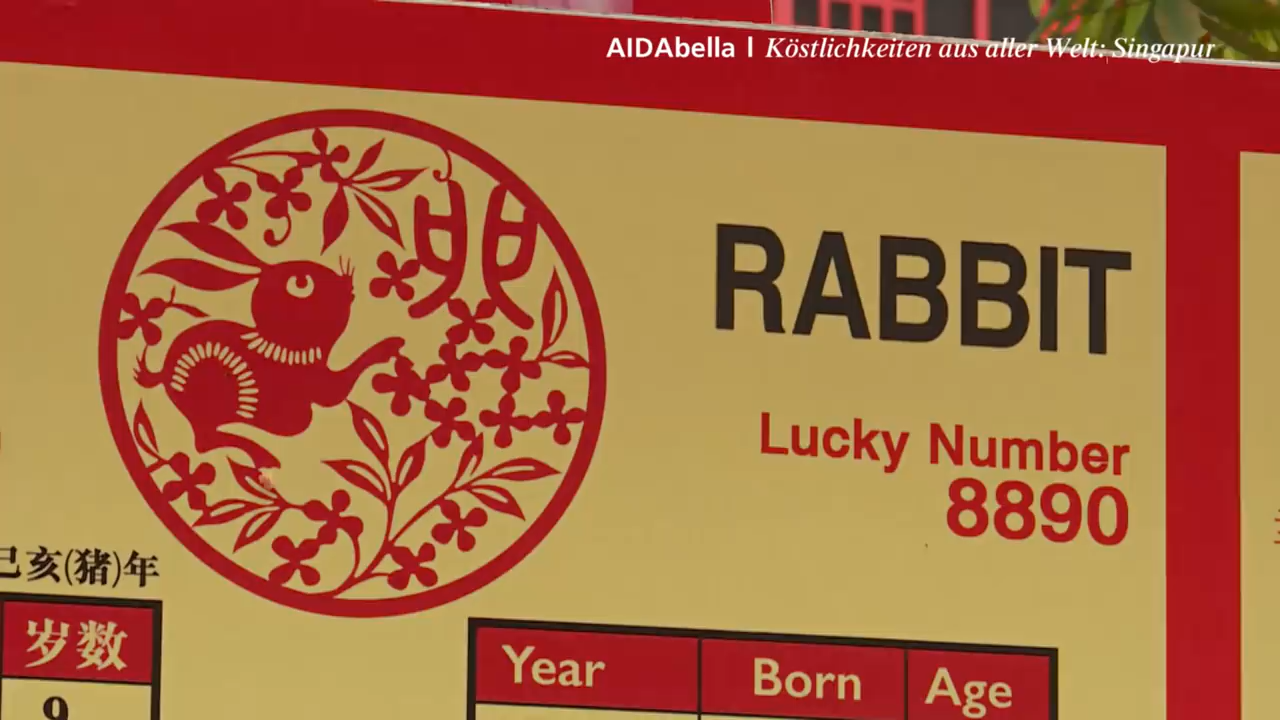 AIDAbella | Köstlichkeiten aus aller Welt: Singapur
卯
RABBIT
Lucky Number
8890
己亥(猪)年
岁数
9
Year Born Age